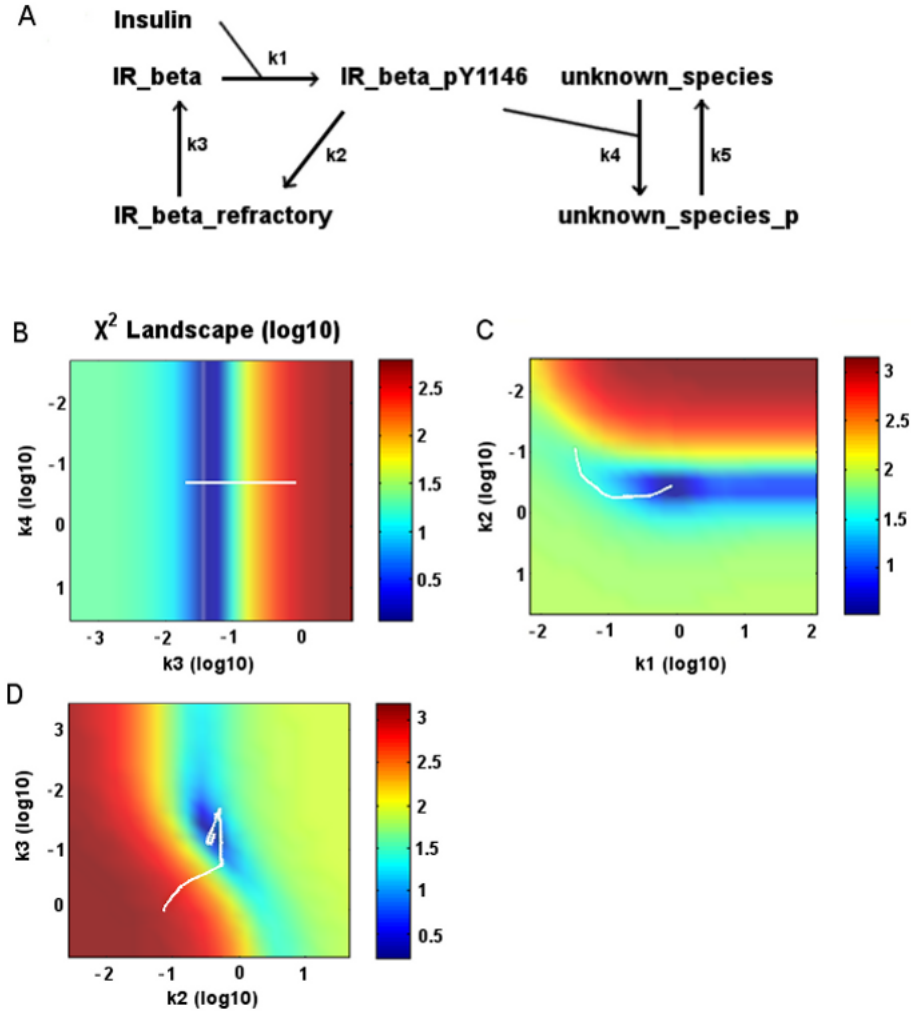 A
Insulin
k1
IR_beta
IR_beta_pY1146
unknown_species
k3
k2
k4
k5
IR_beta_refractory
unknown_species_p
B
X² Landscape (log10)
k4 (log10)
-2
-1
0
1
-3 -2 -1 0
k3 (log10)
2.5
2
1.5
1
0.5
C
k2 (log10)
-2
-1
0
1
-2 -1 0 1 2
k1 (log10)
3
2.5
2
1.5
1
D
k3 (log10)
3
-2
-1
0
-2 -1 0 1
k2 (log10)
3
2.5
2
1.5
1
0.5